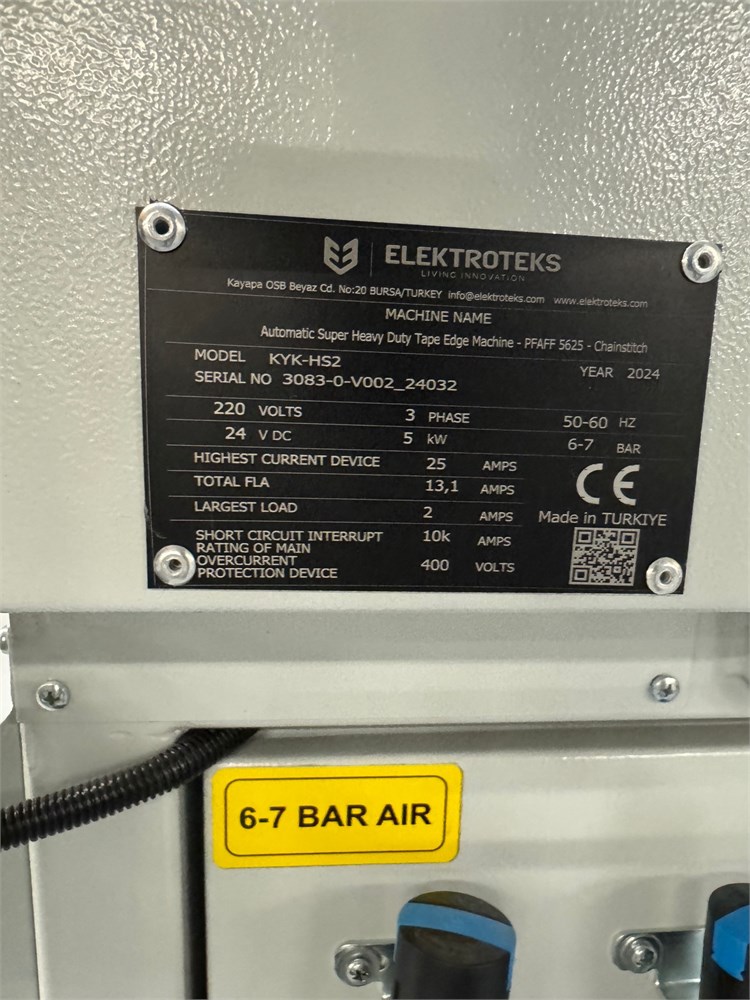 ELEKTROTEKS
LIVING INNOVATION
Kayapa OSB Beyaz Cd. No:20 BURSA/TURKEY info@elektroteks.com www.elektroteks.com
MACHINE NAME
Automatic Super Heavy Duty Tape Edge Machine - PFAFF 5625 - Chainstitch
MODEL KYK-HS2 YEAR 2024
SERIAL NO 3083-0-V002_24032
220 VOLTS 3 PHASE 50-60 HZ
24 V DC 5 kW 6-7 BAR
HIGHEST CURRENT DEVICE 25 AMPS
TOTAL FLA 13,1 AMPS
LARGEST LOAD 2 AMPS
CE
Made in TURKIYE
SHORT CIRCUIT INTERRUPT 10k AMPS
RATING OF MAIN
OVERCURRENT 400 VOLTS
PROTECTION DEVICE
6-7 BAR AIR